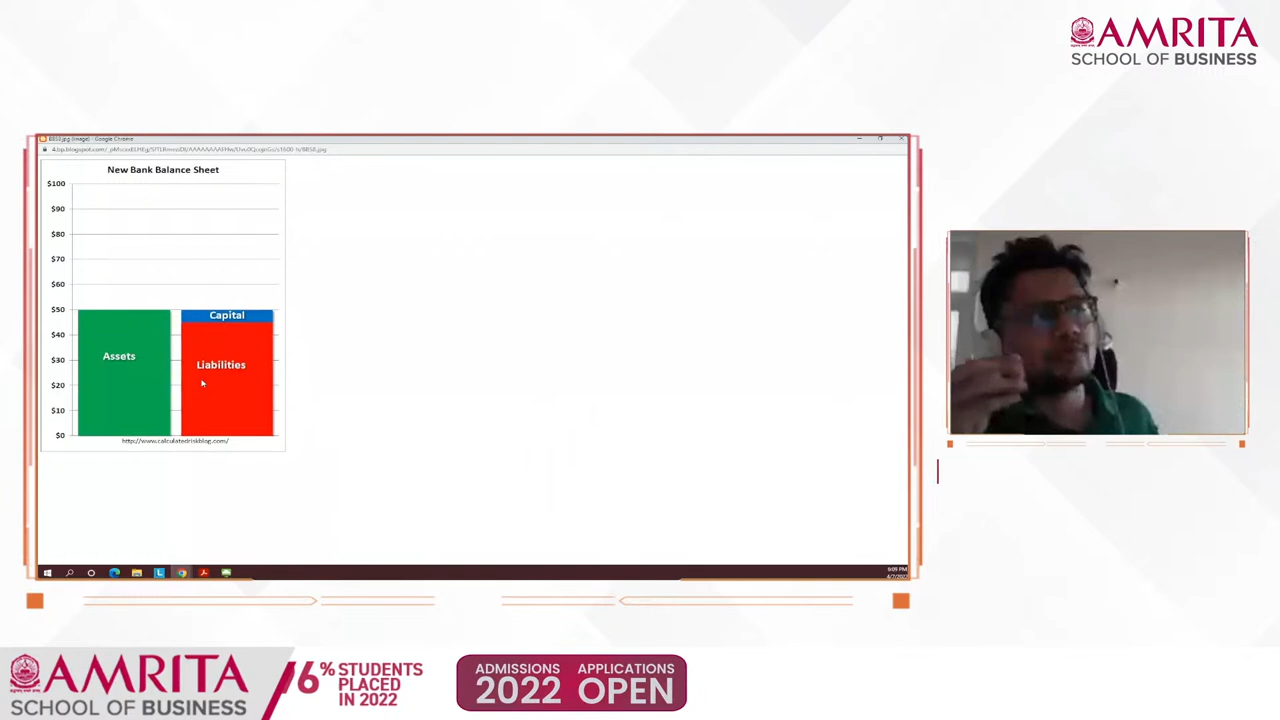 AMRITA
SCHOOL OF BUSINESS
New Bank Balance Sheet
$100
$90
$80
$70
$60
$50
$40
$30
$20
$10
$0
Capital
Assets
Liabilities
http://www.calculatedriskblog.com/
6:09 PM
AMRITA
SCHOOL OF BUSINESS
% STUDENTS
PLACED
IN 2022
ADMISSIONS
2022
APPLICATIONS
OPEN